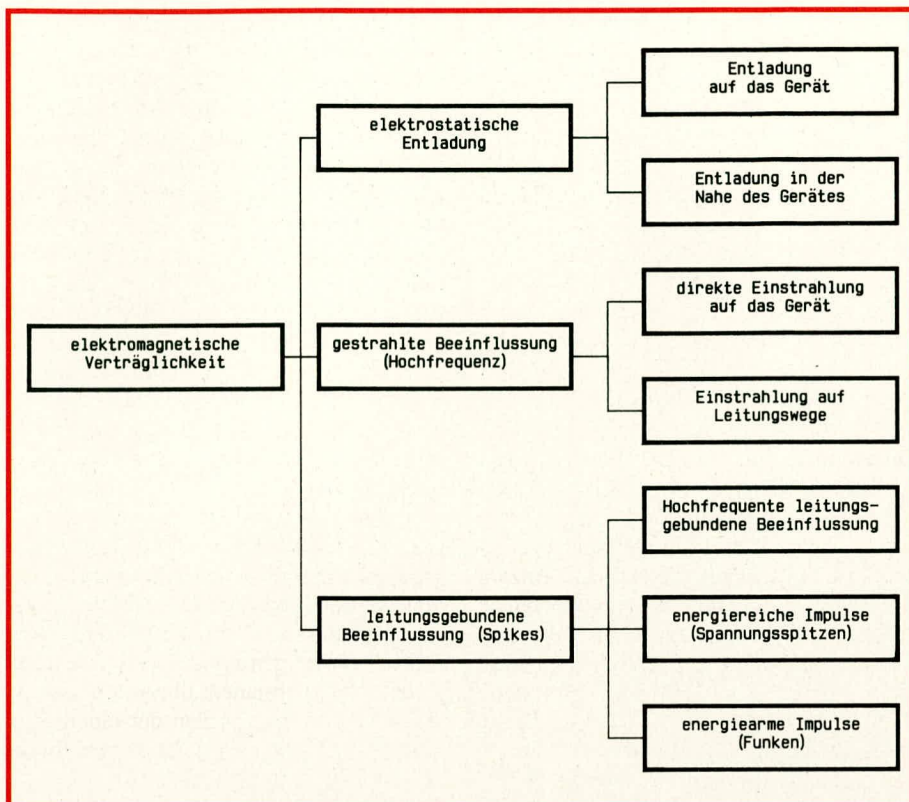 Entladung
auf das Gerät
elektrostatische
Entladung
Entladung in der
Nahe des Gerätes
direkte Einstrahlung
auf das Gerät
elektromagnetische
Verträglichkeit
gestrahlte Beeinflussung
(Hochfrequenz)
Einstrahlung auf
Leitungswege
Hochfrequente leitungs-
gebundene Beeinflussung
leitungsgebundene
Beeinflussung (Spikes)
energiereiche Impulse
(Spannungsspitzen)
energiearme Impulse
(Funken)